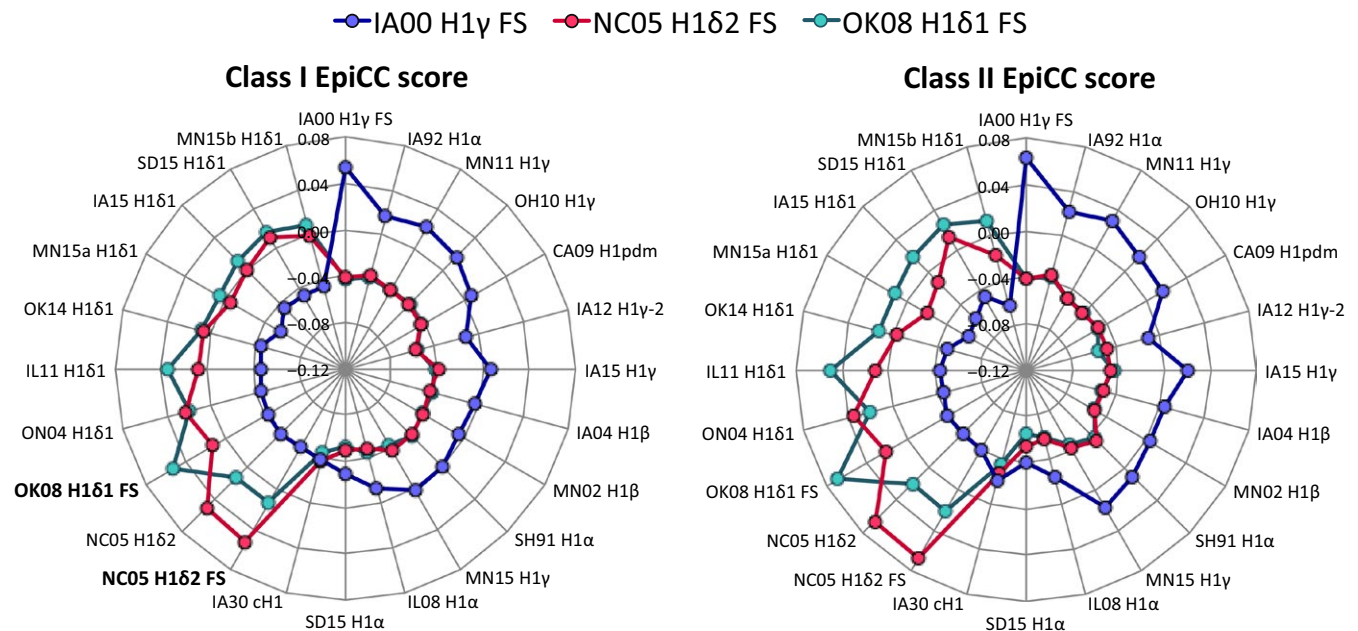 IA00 H1γ FS NC05 H1δ2 FS OK08 H1δ1 FS
Class I EpiCC score
IA00 H1γ FS
IA92 H1α
MN11 H1γ
OH10 H1γ
CA09 H1pdm
IA12 H1γ-2
IA15 H1γ
IA04 H1β
MN02 H1β
SH91 H1α
MN15 H1γ
IL08 H1α
SD15 H1α
IA30 cH1
NC05 H1δ2 FS
NC05 H1δ2
OK08 H1δ1 FS
ON04 H1δ1
IL11 H1δ1
OK14 H1δ1
MN15a H1δ1
IA15 H1δ1
SD15 H1δ1
MN15b H1δ1
0.08
0.04
0.00
−0.04
−0.08
−0.12
Class II EpiCC score
IA00 H1γ FS
IA92 H1α
MN11 H1γ
OH10 H1γ
CA09 H1pdm
IA12 H1γ-2
IA15 H1γ
IA04 H1β
MN02 H1β
SH91 H1α
MN15 H1γ
IL08 H1α
SD15 H1α
IA30 cH1
NC05 H1δ2 FS
NC05 H1δ2
OK08 H1δ1 FS
ON04 H1δ1
IL11 H1δ1
OK14 H1δ1
MN15a H1δ1
IA15 H1δ1
SD15 H1δ1
MN15b H1δ1
0.08
0.04
0.00
−0.04
−0.08
−0.12